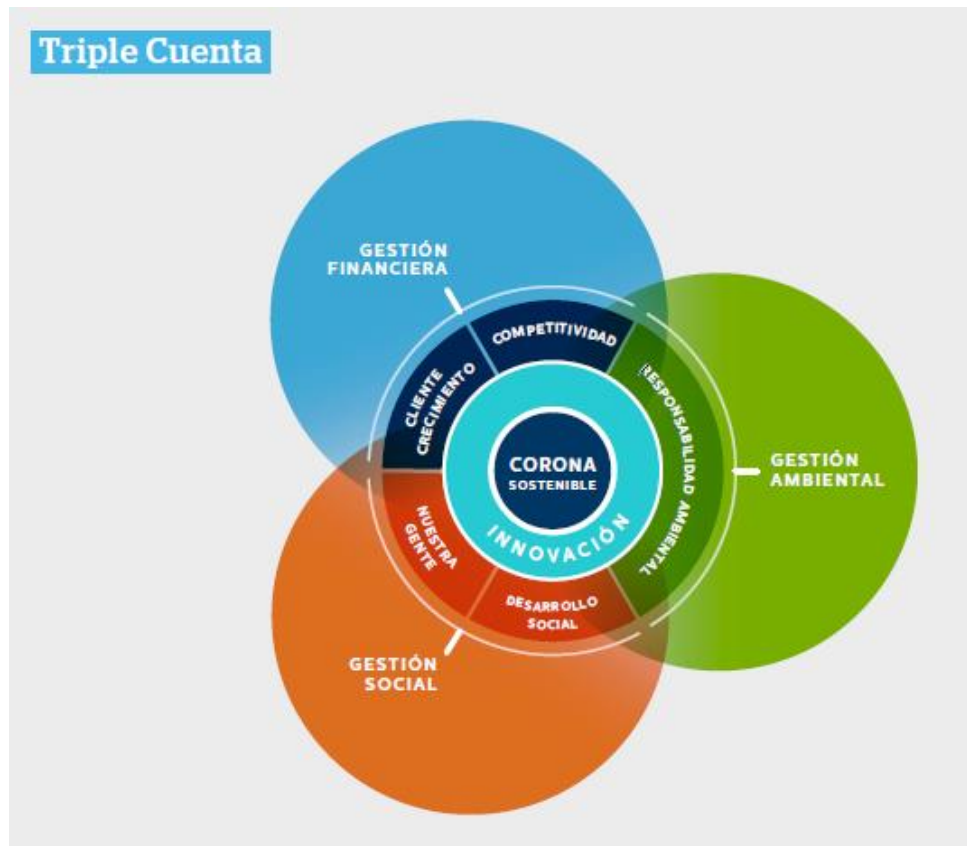 Triple Cuenta
GESTIÓN
FINANCIERA
COMPETITIVIDAD
CLIENTE
CRECIMIENTO
RESPONSABILIDAD AMBIENTAL
GESTIÓN
AMBIENTAL
CORONA
SOSTENIBLE
INNOVACIÓN
NUESTRA
GENTE
DESARROLLO
SOCIAL
GESTIÓN
SOCIAL